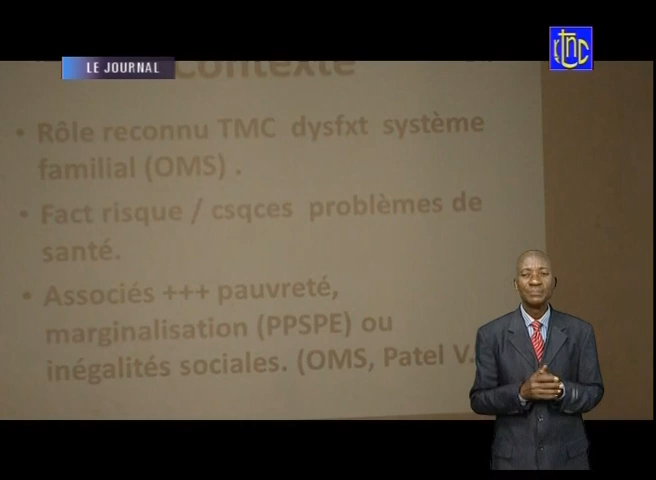 rtnc
LE JOURNAL
Contexte
• Rôle reconnu TMC dysfxt système
familial (OMS) .
• Fact risque / csqces problèmes de
santé.
• Associés +++ pauvreté,
marginalisation (PPSPE) ou
inégalités sociales. (OMS, Patel V.